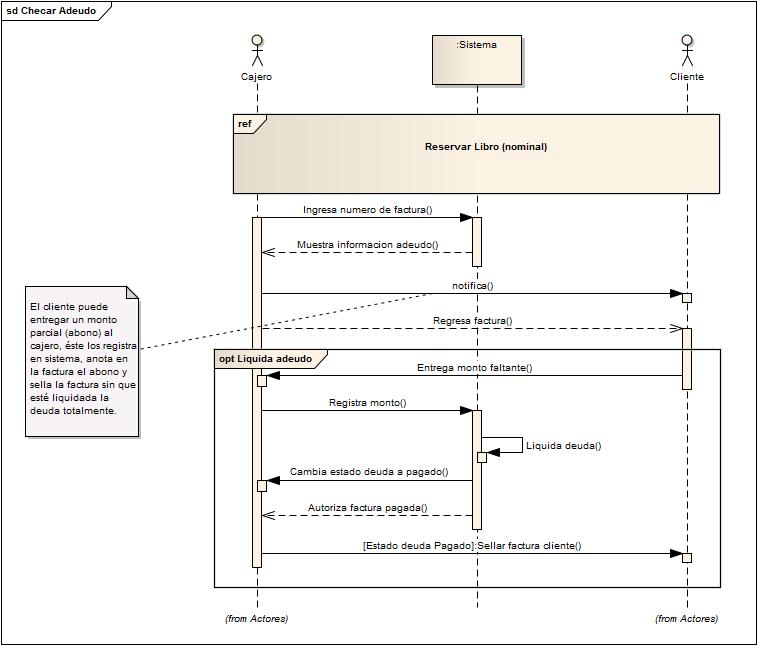 sd Checar Adeudo
Cajero
:Sistema
Cliente
ref
Reservar Libro (nominal)
Ingresa numero de factura()
Muestra informacion adeudo()
notifica()
El cliente puede
entregar un monto
parcial (abono) al
cajero, éste los registra
en sistema, anota en
la factura el abono y
sella la factura sin que
esté liquidada la
deuda totalmente.
Regresa factura()
opt Liquida adeudo
Entrega monto faltante()
Registra monto()
Liquida deuda()
Cambia estado deuda a pagado()
Autoriza factura pagada()
[Estado deuda Pagado]:Sellar factura cliente()
(from Actores)
(from Actores)